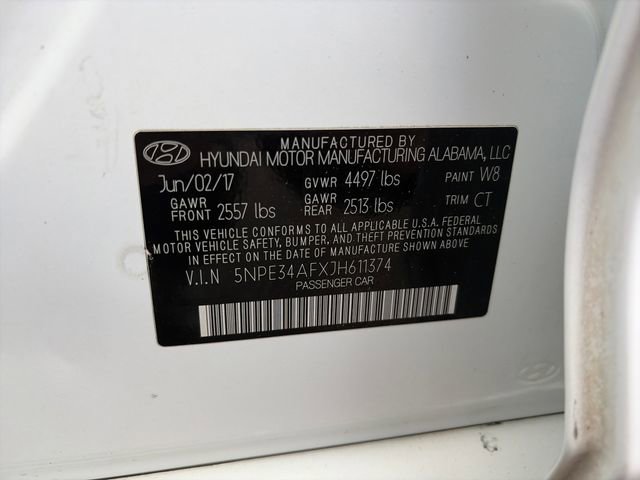 MANUFACTURED BY
HYUNDAI MOTOR MANUFACTURING ALABAMA, LLC
Jun/02/17 GVWR 4497 lbs PAINT W8
GAWR FRONT 2557 lbs GAWR REAR 2513 lbs TRIM CT
THIS VEHICLE CONFORMS TO ALL APPLICABLE U.S.A. FEDERAL
MOTOR VEHICLE SAFETY, BUMPER, AND THEFT PREVENTION STANDARDS
IN EFFECT ON THE DATE OF MANUFACTURE SHOWN ABOVE.
V.I.N 5NPE34AFXJH611374
PASSENGER CAR